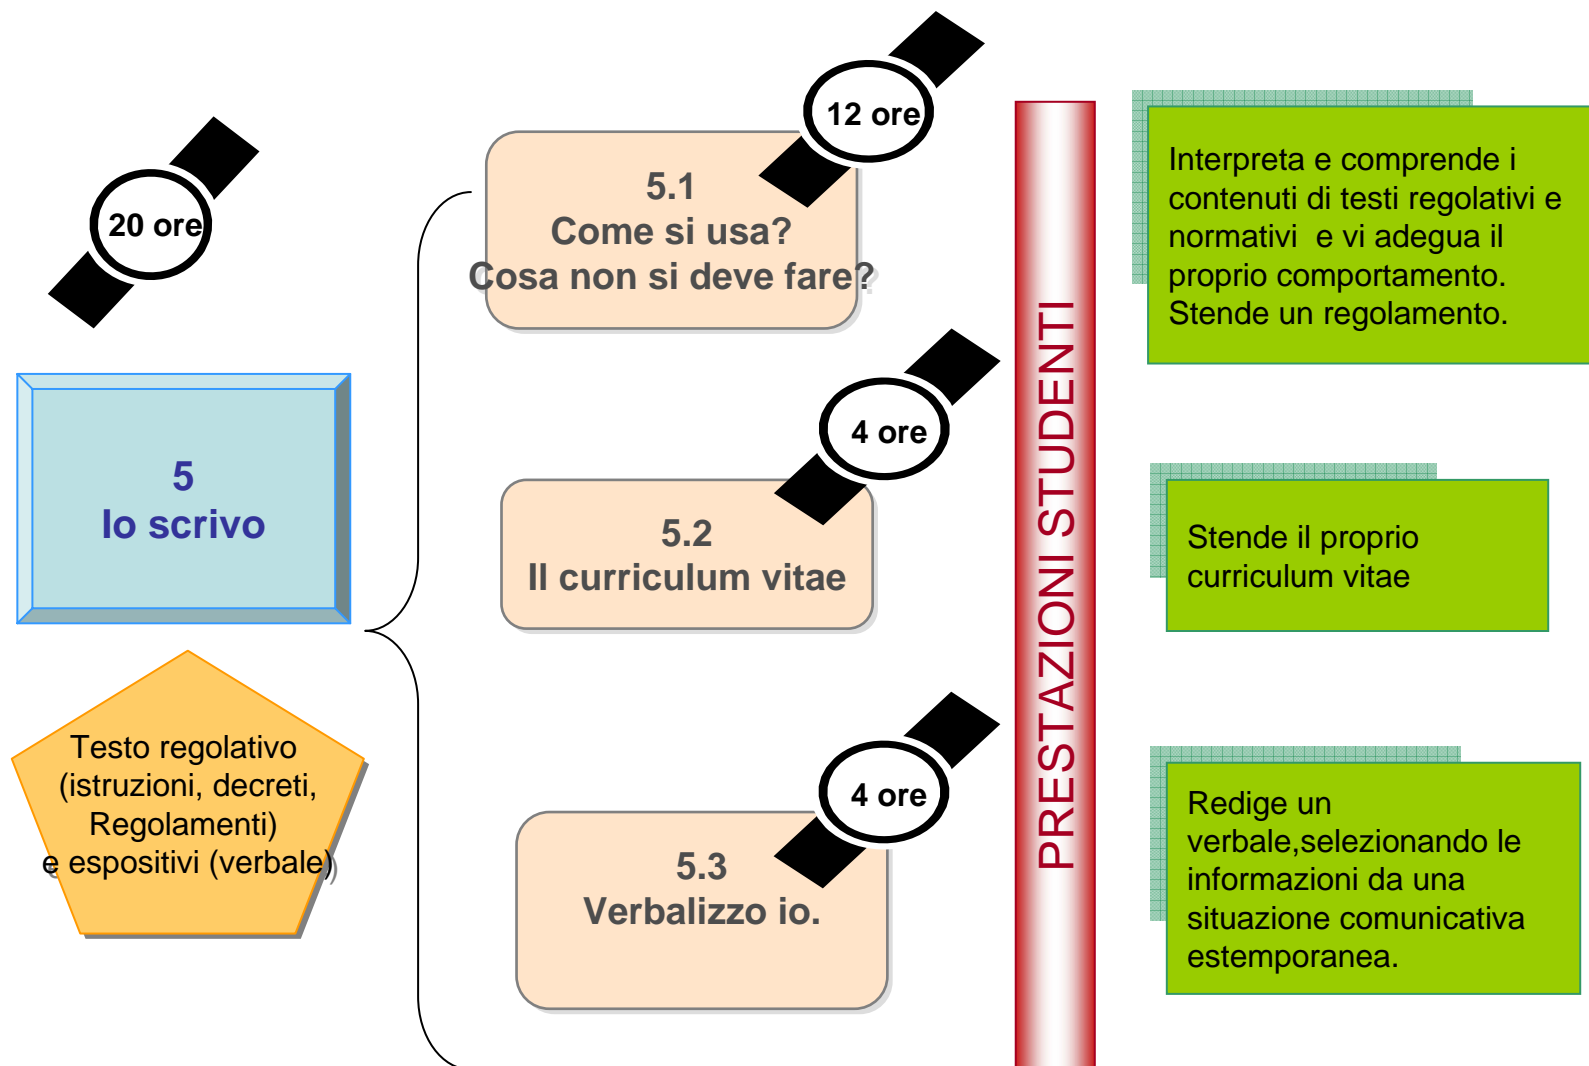 20 ore
5
Io scrivo
Testo regolativo
(istruzioni, decreti,
Regolamenti)
e espositivi (verbale)
12 ore
5.1
Come si usa?
Cosa non si deve fare?
4 ore
5.2
Il curriculum vitae
4 ore
5.3
Verbalizzo io.
PRESTAZIONI STUDENTI
Interpreta e comprende i
contenuti di testi regolativi e
normativi e vi adegua il
proprio comportamento.
Stende un regolamento.
Stende il proprio
curriculum vitae
Redige un
verbale,selezionando le
informazioni da una
situazione comunicativa
estemporanea.